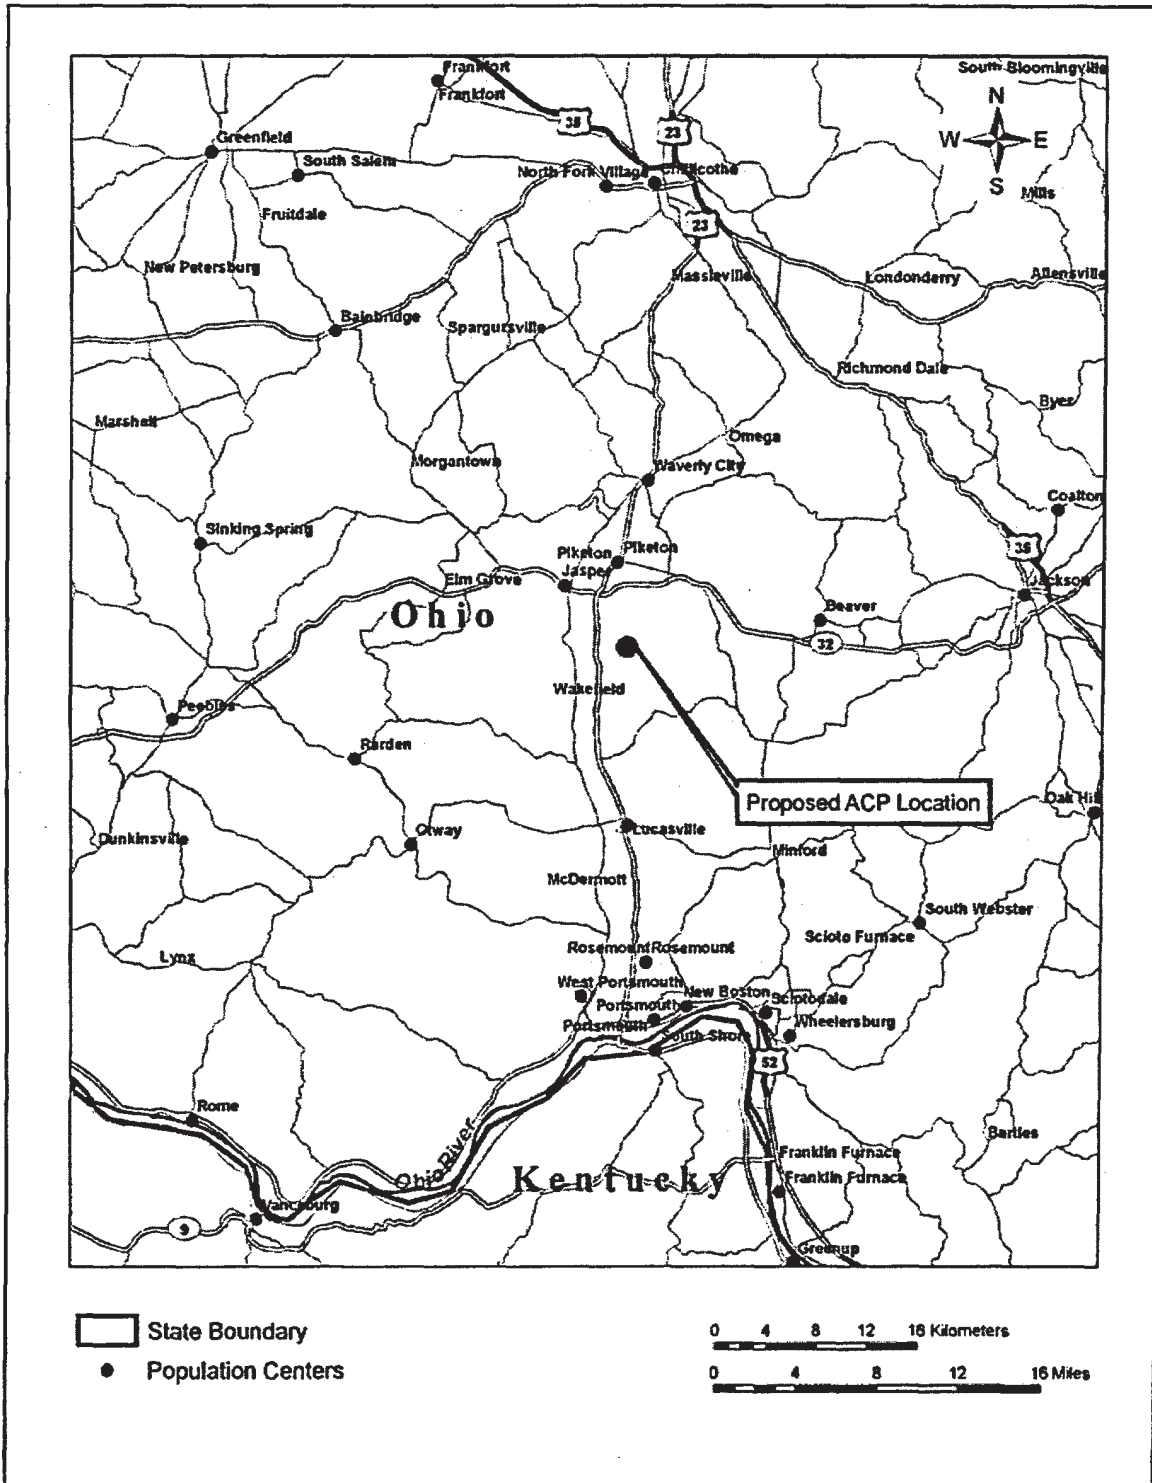 Frankfort
Frankfort
South Bloomingville
N
W E
S
35
23
Greenfield
South Salem
North Fork Village
Chillicothe
Mills
Fruitdale
23
New Petersburg
Massieville
Londonderry
Allensville
Bainbridge
Spargursville
Richmond Dale
Byer
Marshall
Omega
Morgantown
Waverly City
Coalton
Sinking Spring
35
Piketon
Piketon
Jasper
Elm Grove
Jackson
Ohio
Beaver
32
Wakefield
Peebles
Rarden
Proposed ACP Location
Oak Hill
Dunkinsville
Otway
Lucasville
Minford
McDermott
South Webster
Scioto Furnace
Rosemount
Rosemount
Lynx
West Portsmouth
New Boston
Sciotodale
Portsmouth
Portsmouth
Wheelersburg
South Shore
52
Rome
Bartles
Ohio River
Franklin Furnace
Kentucky
Franklin Furnace
Vanceburg
9
Greenup
State Boundary
0 4 8 12 16 Kilometers
Population Centers
0 4 8 12 16 Miles